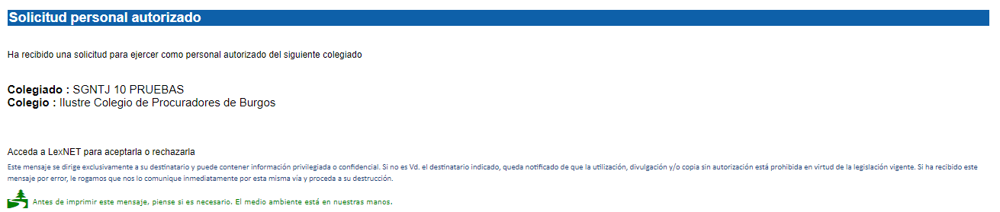 Solicitud personal autorizado
Ha recibido una solicitud para ejercer como personal autorizado del siguiente colegiado
Colegiado : SGNTJ 10 PRUEBAS
Colegio : Ilustre Colegio de Procuradores de Burgos
Acceda a LexNET para aceptarla o rechazarla
Este mensaje se dirige exclusivamente a su destinatario y puede contener información privilegiada o confidencial. Si no es Vd. el destinatario indicado, queda notificado de que la utilización, divulgación y/o copia sin autorización está prohibida en virtud de la legislación vigente. Si ha recibido este
mensaje por error, le rogamos que nos lo comunique inmediatamente por esta misma vía y proceda a su destrucción.
Antes de imprimir este mensaje, piense si es necesario. El medio ambiente está en nuestras manos.